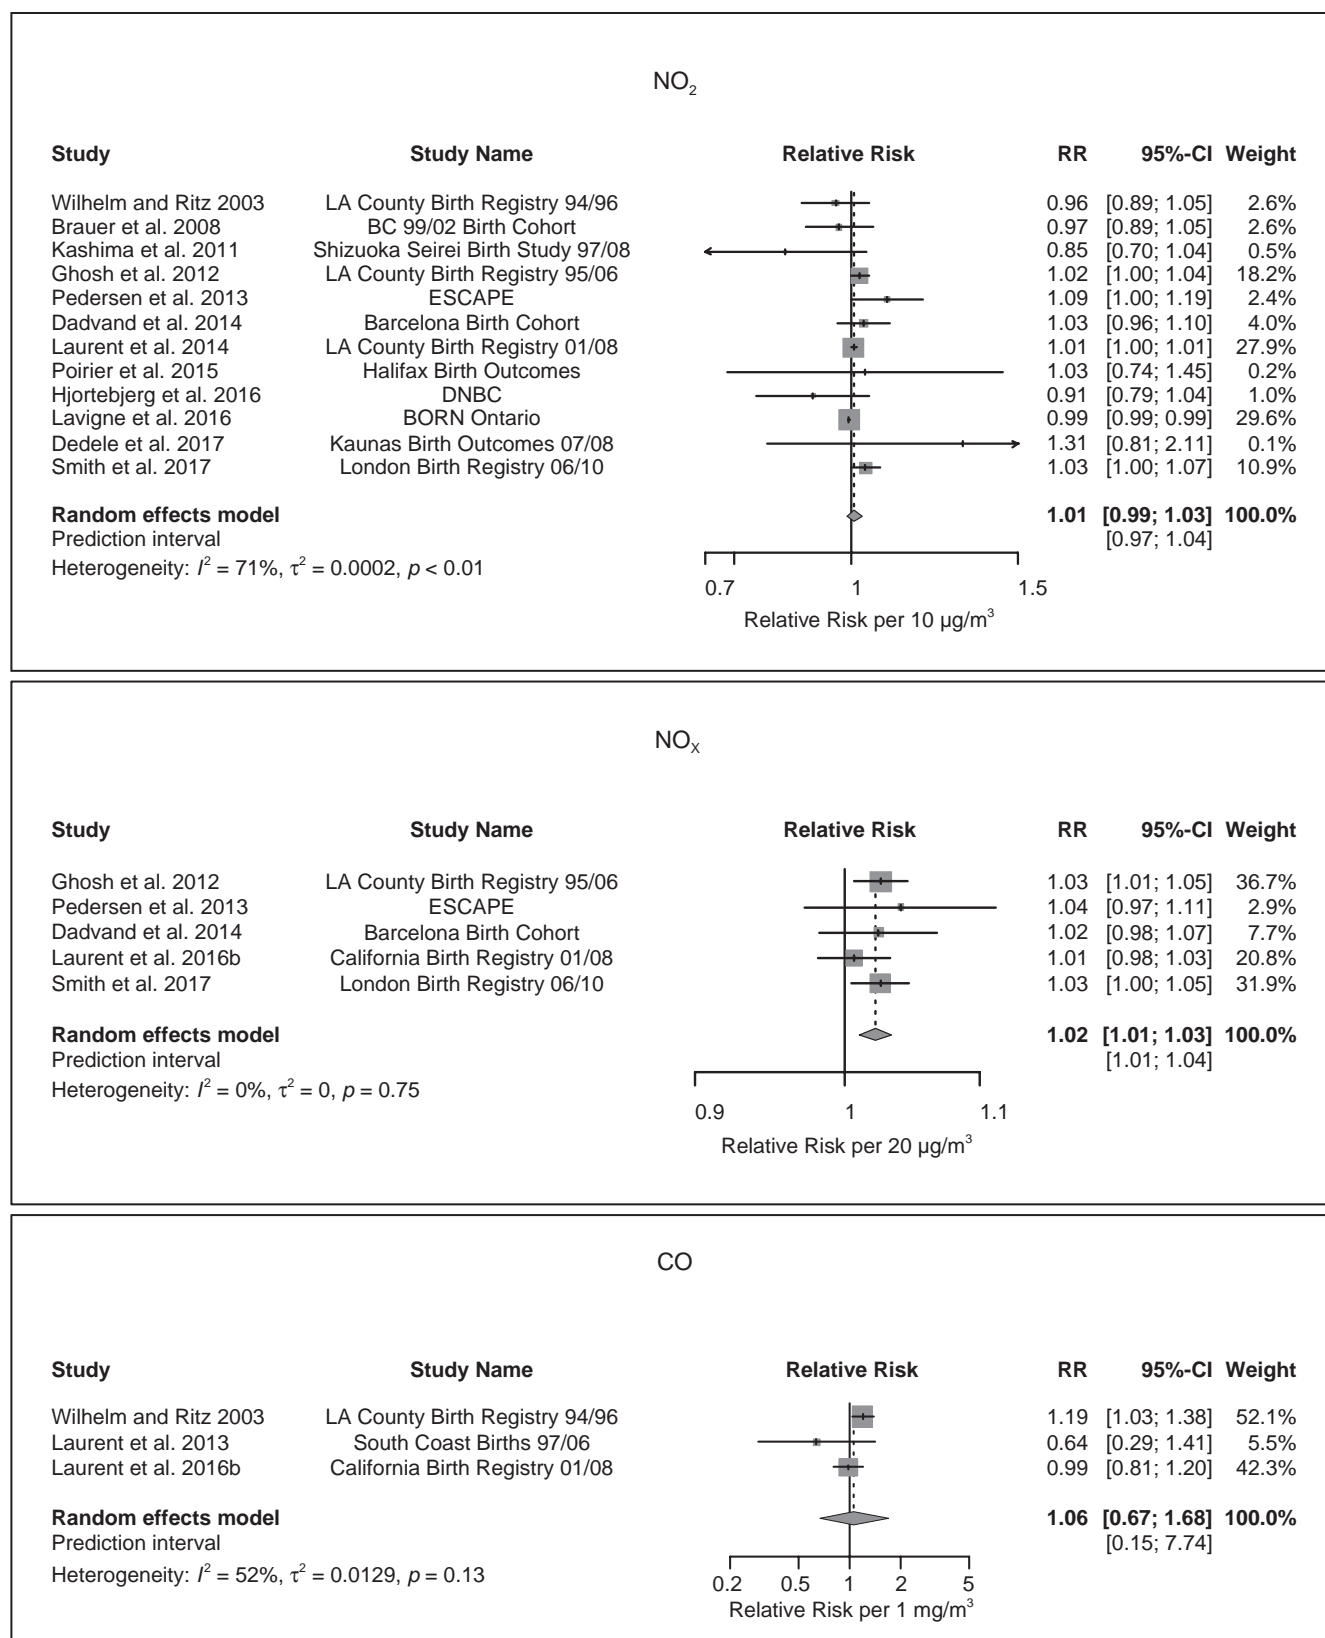 NO₂
Study Study Name Relative Risk RR 95%-CI Weight
Wilhelm and Ritz 2003 LA County Birth Registry 94/96 0.96 [0.89; 1.05] 2.6%
Brauer et al. 2008 BC 99/02 Birth Cohort 0.97 [0.89; 1.05] 2.6%
Kashima et al. 2011 Shizuoka Seirei Birth Study 97/08 0.85 [0.70; 1.04] 0.5%
Ghosh et al. 2012 LA County Birth Registry 95/06 1.02 [1.00; 1.04] 18.2%
Pedersen et al. 2013 ESCAPE 1.09 [1.00; 1.19] 2.4%
Dadvand et al. 2014 Barcelona Birth Cohort 1.03 [0.96; 1.10] 4.0%
Laurent et al. 2014 LA County Birth Registry 01/08 1.01 [1.00; 1.01] 27.9%
Poirier et al. 2015 Halifax Birth Outcomes 1.03 [0.74; 1.45] 0.2%
Hjortebjerg et al. 2016 DNBC 0.91 [0.79; 1.04] 1.0%
Lavigne et al. 2016 BORN Ontario 0.99 [0.99; 0.99] 29.6%
Dedele et al. 2017 Kaunas Birth Outcomes 07/08 1.31 [0.81; 2.11] 0.1%
Smith et al. 2017 London Birth Registry 06/10 1.03 [1.00; 1.07] 10.9%
Random effects model 1.01 [0.99; 1.03] 100.0%
Prediction interval [0.97; 1.04]
Heterogeneity: I² = 71%, τ² = 0.0002, p < 0.01
0.7 1 1.5
Relative Risk per 10 µg/m³
NOₓ
Study Study Name Relative Risk RR 95%-CI Weight
Ghosh et al. 2012 LA County Birth Registry 95/06 1.03 [1.01; 1.05] 36.7%
Pedersen et al. 2013 ESCAPE 1.04 [0.97; 1.11] 2.9%
Dadvand et al. 2014 Barcelona Birth Cohort 1.02 [0.98; 1.07] 7.7%
Laurent et al. 2016b California Birth Registry 01/08 1.01 [0.98; 1.03] 20.8%
Smith et al. 2017 London Birth Registry 06/10 1.03 [1.00; 1.05] 31.9%
Random effects model 1.02 [1.01; 1.03] 100.0%
Prediction interval [1.01; 1.04]
Heterogeneity: I² = 0%, τ² = 0, p = 0.75
0.9 1 1.1
Relative Risk per 20 µg/m³
CO
Study Study Name Relative Risk RR 95%-CI Weight
Wilhelm and Ritz 2003 LA County Birth Registry 94/96 1.19 [1.03; 1.38] 52.1%
Laurent et al. 2013 South Coast Births 97/06 0.64 [0.29; 1.41] 5.5%
Laurent et al. 2016b California Birth Registry 01/08 0.99 [0.81; 1.20] 42.3%
Random effects model 1.06 [0.67; 1.68] 100.0%
Prediction interval [0.15; 7.74]
Heterogeneity: I² = 52%, τ² = 0.0129, p = 0.13
0.2 0.5 1 2 5
Relative Risk per 1 mg/m³